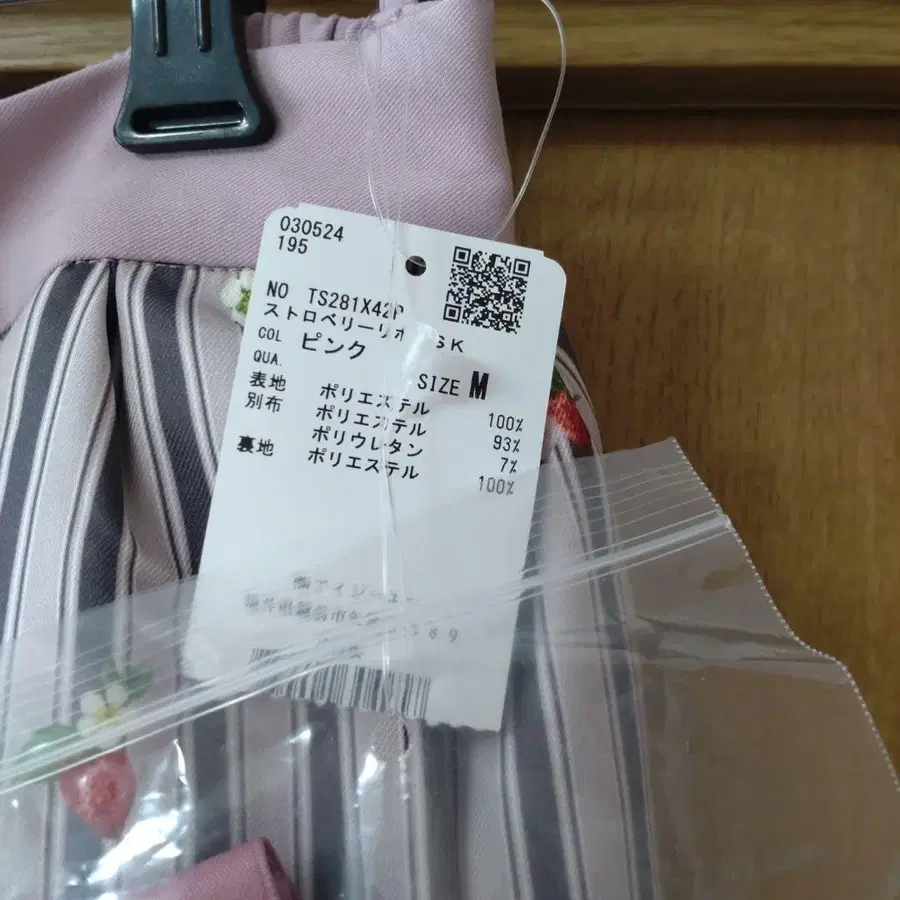 030524
195
NO TS281X42P
ストロベリーリオ SK
COL ピンク
QUA. SIZE M
表地 ポリエステル 100%
別布 ポリエステル 93%
ポリウレタン 7%
裏地 ポリエステル 100%